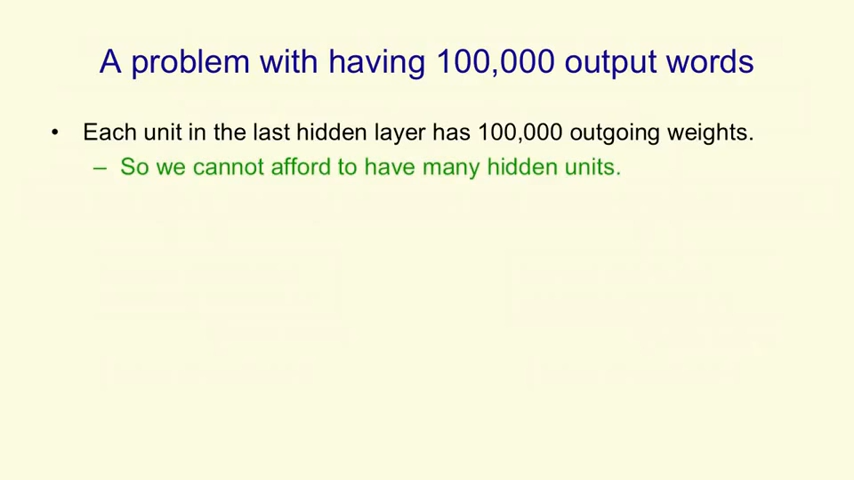 A problem with having 100,000 output words
• Each unit in the last hidden layer has 100,000 outgoing weights.
– So we cannot afford to have many hidden units.